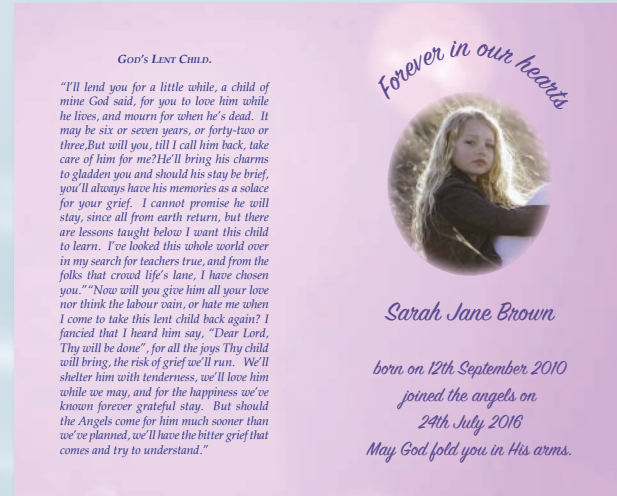 GOD'S LENT CHILD.
"I'll lend you for a little while, a child of
mine God said, for you to love him while
he lives, and mourn for when he's dead. It
may be six or seven years, or forty-two or
three,But will you, till I call him back, take
care of him for me?He'll bring his charms
to gladden you and should his stay be brief,
you'll always have his memories as a solace
for your grief. I cannot promise he will
stay, since all from earth return, but there
are lessons taught below I want this child
to learn. I've looked this whole world over
in my search for teachers true, and from the
folks that crowd life's lane, I have chosen
you.""Now will you give him all your love
nor think the labour vain, or hate me when
I come to take this lent child back again? I
fancied that I heard him say, "Dear Lord,
Thy will be done", for all the joys Thy child
will bring, the risk of grief we'll run. We'll
shelter him with tenderness, we'll love him
while we may, and for the happiness we've
known forever grateful stay. But should
the Angels come for him much sooner than
we've planned, we'll have the bitter grief that
comes and try to understand."
Forever in our hearts
Sarah Jane Brown
born on 12th September 2010
joined the angels on
24th July 2016
May God fold you in His arms.